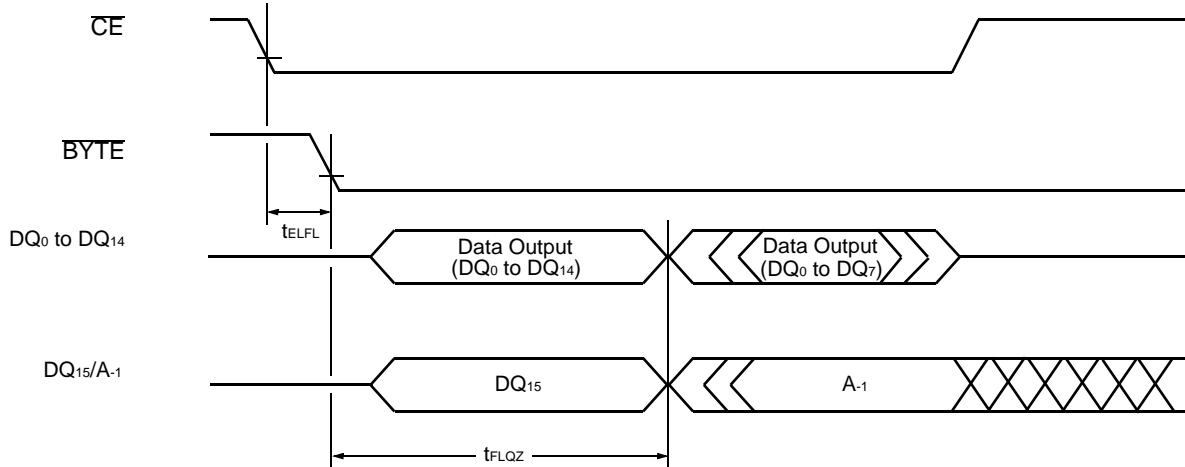 CE
BYTE
tELFL
DQ0 to DQ14
Data Output
(DQ0 to DQ14)
Data Output
(DQ0 to DQ7)
DQ15/A-1
DQ15
A-1
tFLQZ